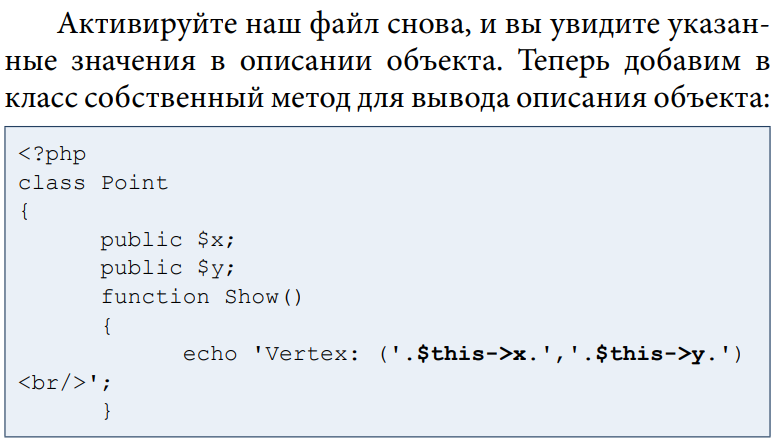 Активируйте наш файл снова, и вы увидите указан-
ные значения в описании объекта. Теперь добавим в
класс собственный метод для вывода описания объекта:
<?php
class Point
{
public $x;
public $y;
function Show()
{
echo 'Vertex: ('.$this->x.','.$this->y.')
<br/>';
}